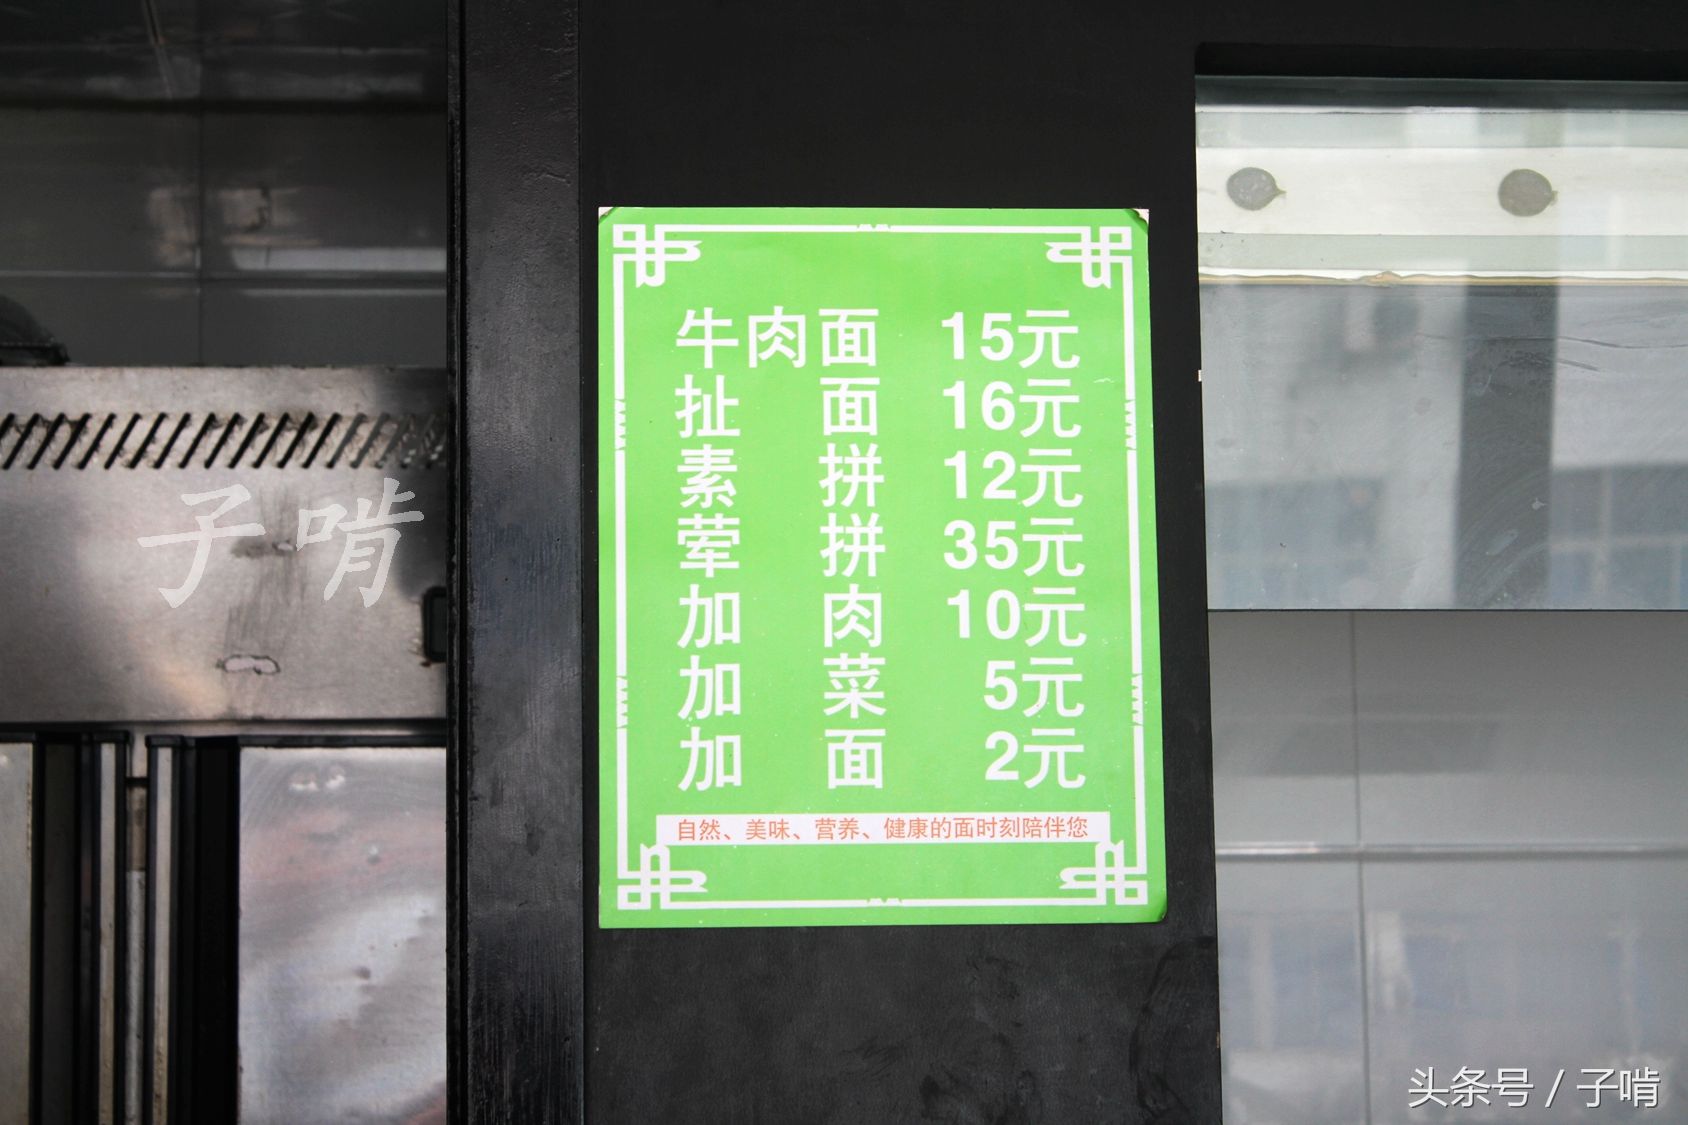 牛肉面 15元
扯面 16元
素拼 12元
荤拼 35元
加肉 10元
加菜 5元
加面 2元
自然、美味、营养、健康的面时刻陪伴您
子啃
头条号 / 子啃